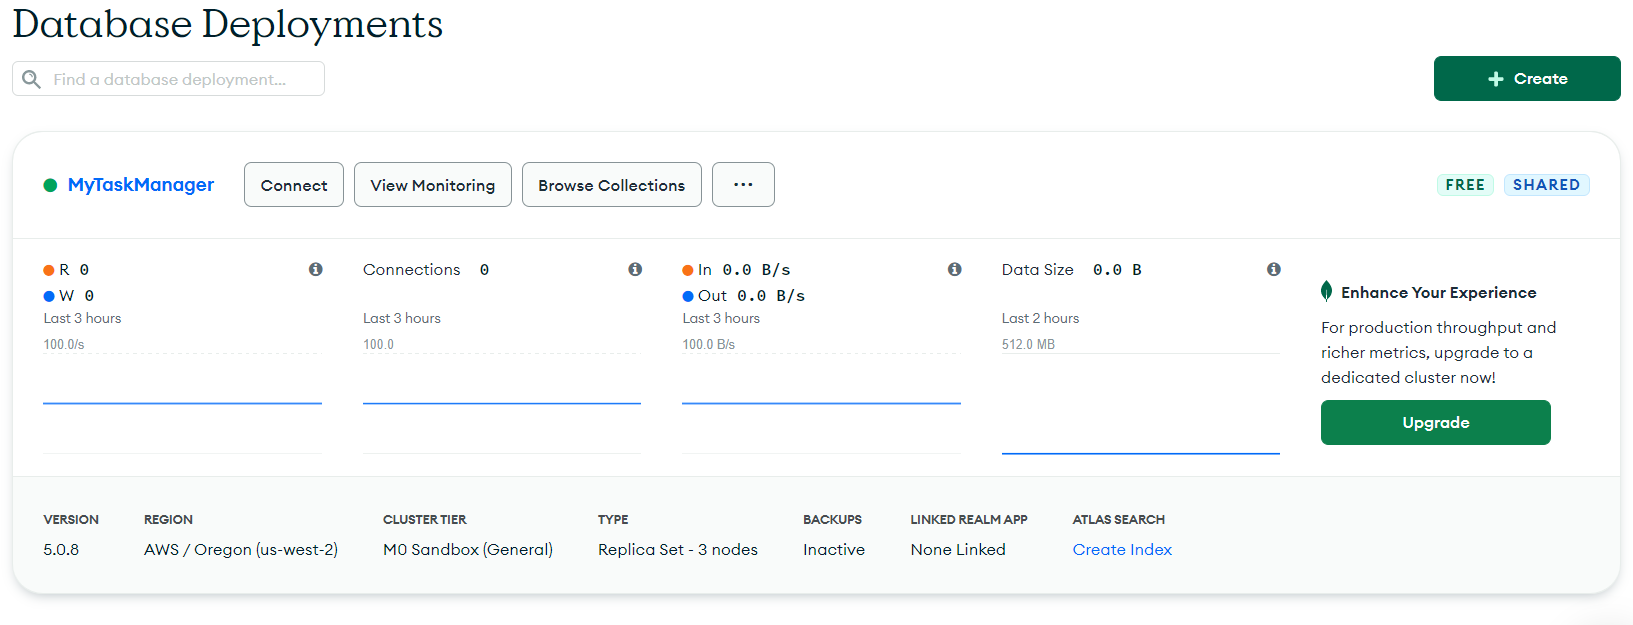 Database Deployments
Find a database deployment...
+ Create
MyTaskManager
Connect
View Monitoring
Browse Collections
...
FREE
SHARED
R 0
W 0
Last 3 hours
100.0/s
Connections 0
Last 3 hours
100.0
In 0.0 B/s
Out 0.0 B/s
Last 3 hours
100.0 B/s
Data Size 0.0 B
Last 2 hours
512.0 MB
Enhance Your Experience
For production throughput and
richer metrics, upgrade to a
dedicated cluster now!
Upgrade
VERSION
5.0.8
REGION
AWS / Oregon (us-west-2)
CLUSTER TIER
M0 Sandbox (General)
TYPE
Replica Set - 3 nodes
BACKUPS
Inactive
LINKED REALM APP
None Linked
ATLAS SEARCH
Create Index